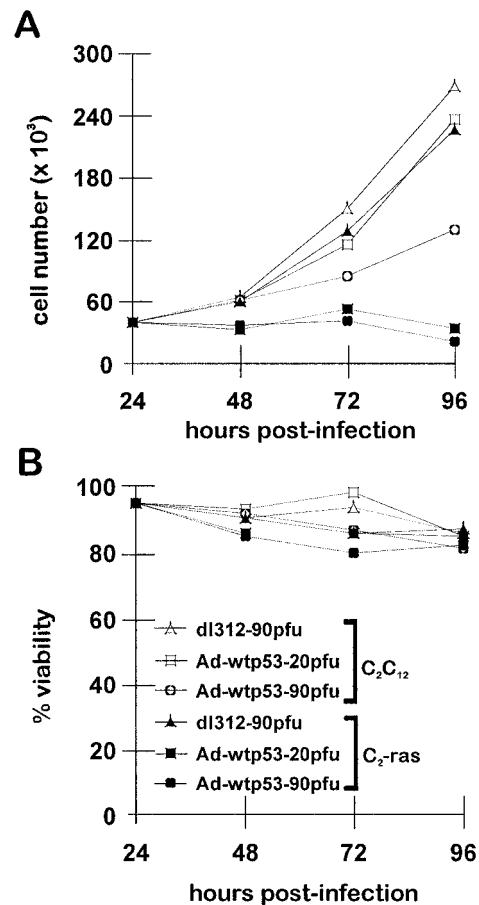 A
300
240
180
120
60
0
cell number (x 10³)
24 48 72 96
hours post-infection
B
100
80
60
40
20
0
% viability
dl312-90pfu
Ad-wtp53-20pfu
Ad-wtp53-90pfu
C₂C₁₂
dl312-90pfu
Ad-wtp53-20pfu
Ad-wtp53-90pfu
C₂-ras
24 48 72 96
hours post-infection